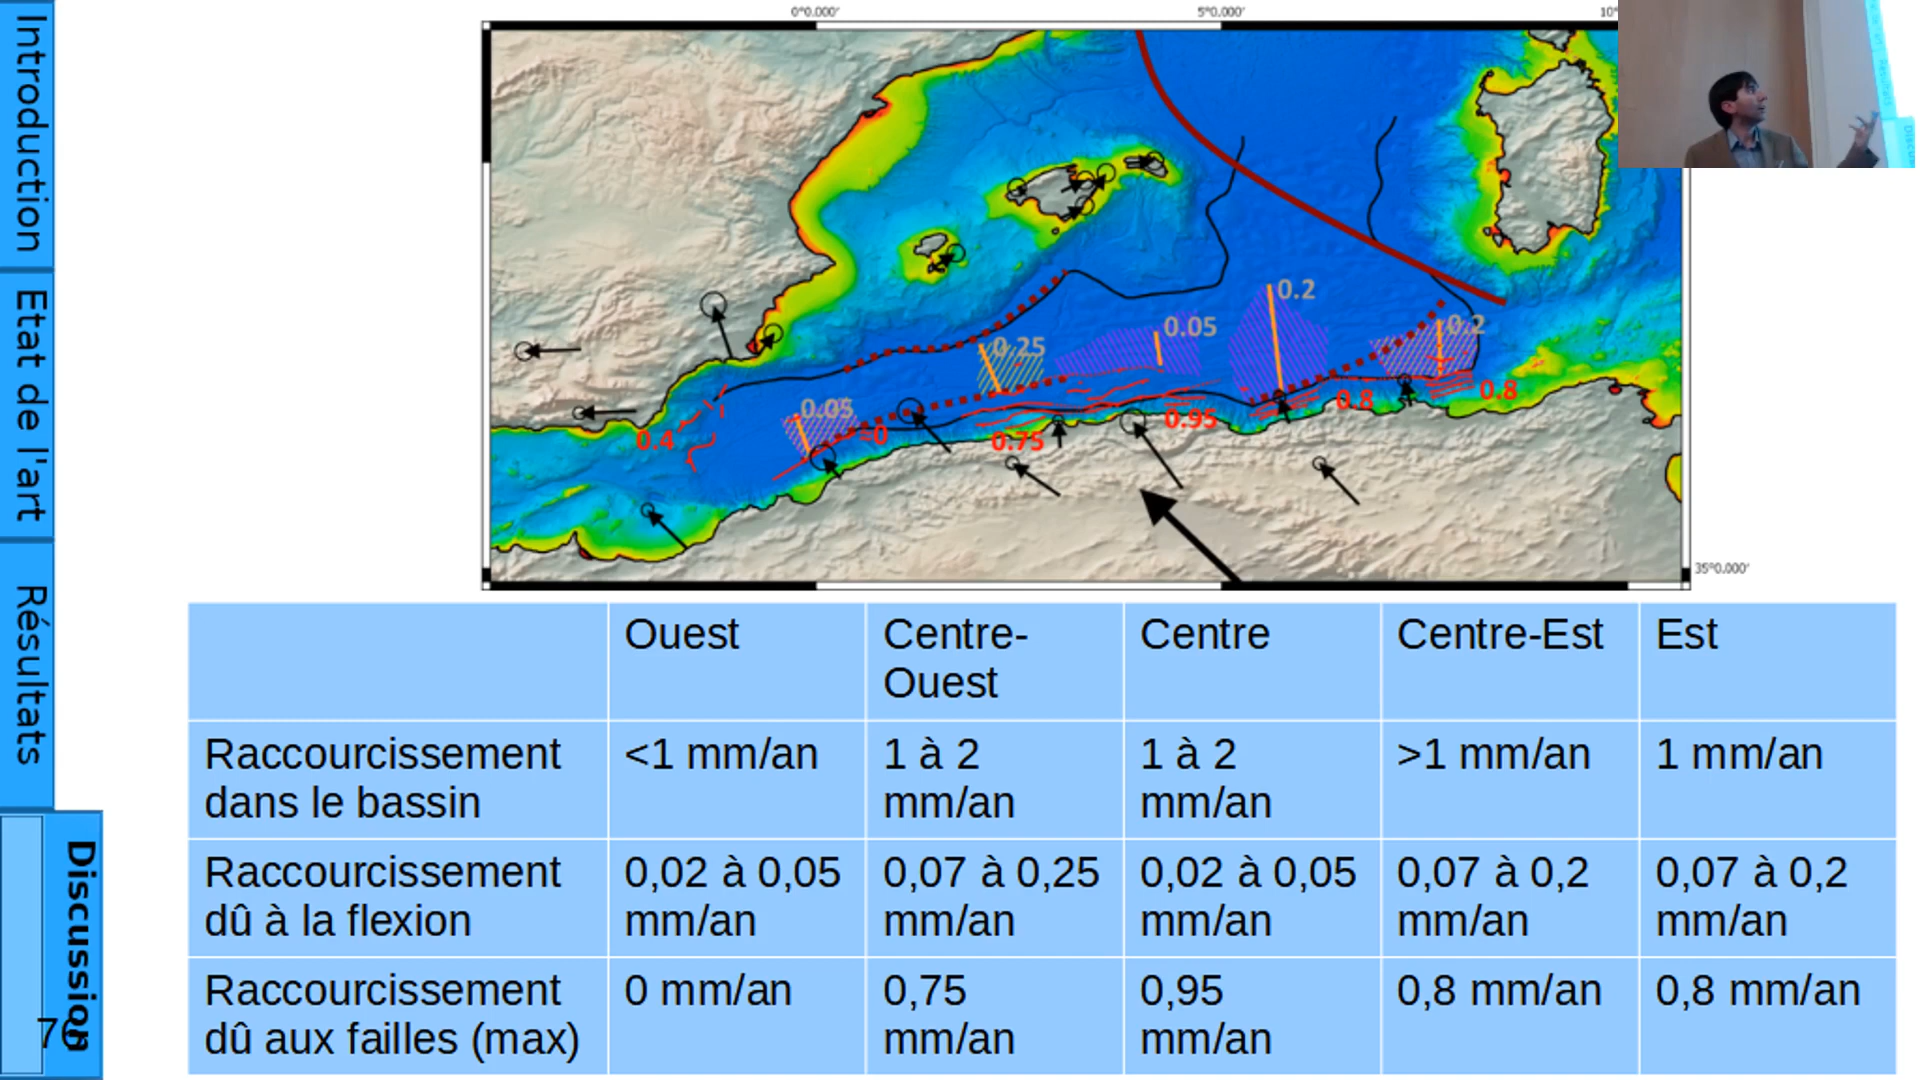 Introduction
Etat de l'art
Résultats
Discussion
0°0.000'
5°0.000'
10°
0.2
0.05
0.2
0.25
0.05
0.8
0.8
0.95
≈0
0.4
0.75
35°0.000'
Ouest
Centre-
Ouest
Centre
Centre-Est
Est
Raccourcissement
dans le bassin
<1 mm/an
1 à 2
mm/an
1 à 2
mm/an
>1 mm/an
1 mm/an
Raccourcissement
dû à la flexion
0,02 à 0,05
mm/an
0,07 à 0,25
mm/an
0,02 à 0,05
mm/an
0,07 à 0,2
mm/an
0,07 à 0,2
mm/an
Raccourcissement
dû aux failles (max)
0 mm/an
0,75
mm/an
0,95
mm/an
0,8 mm/an
0,8 mm/an